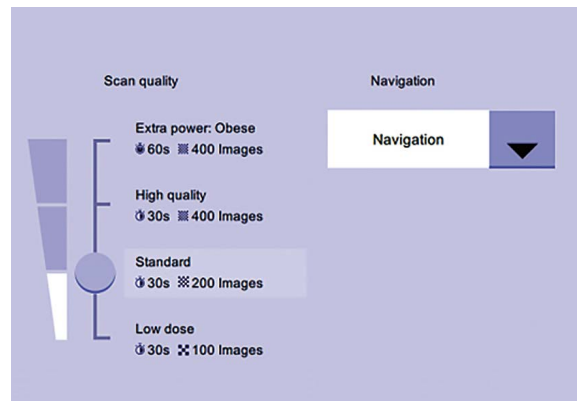 Scan quality
Navigation
Extra power: Obese
60s 400 Images
Navigation
High quality
30s 400 Images
Standard
30s 200 Images
Low dose
30s 100 Images